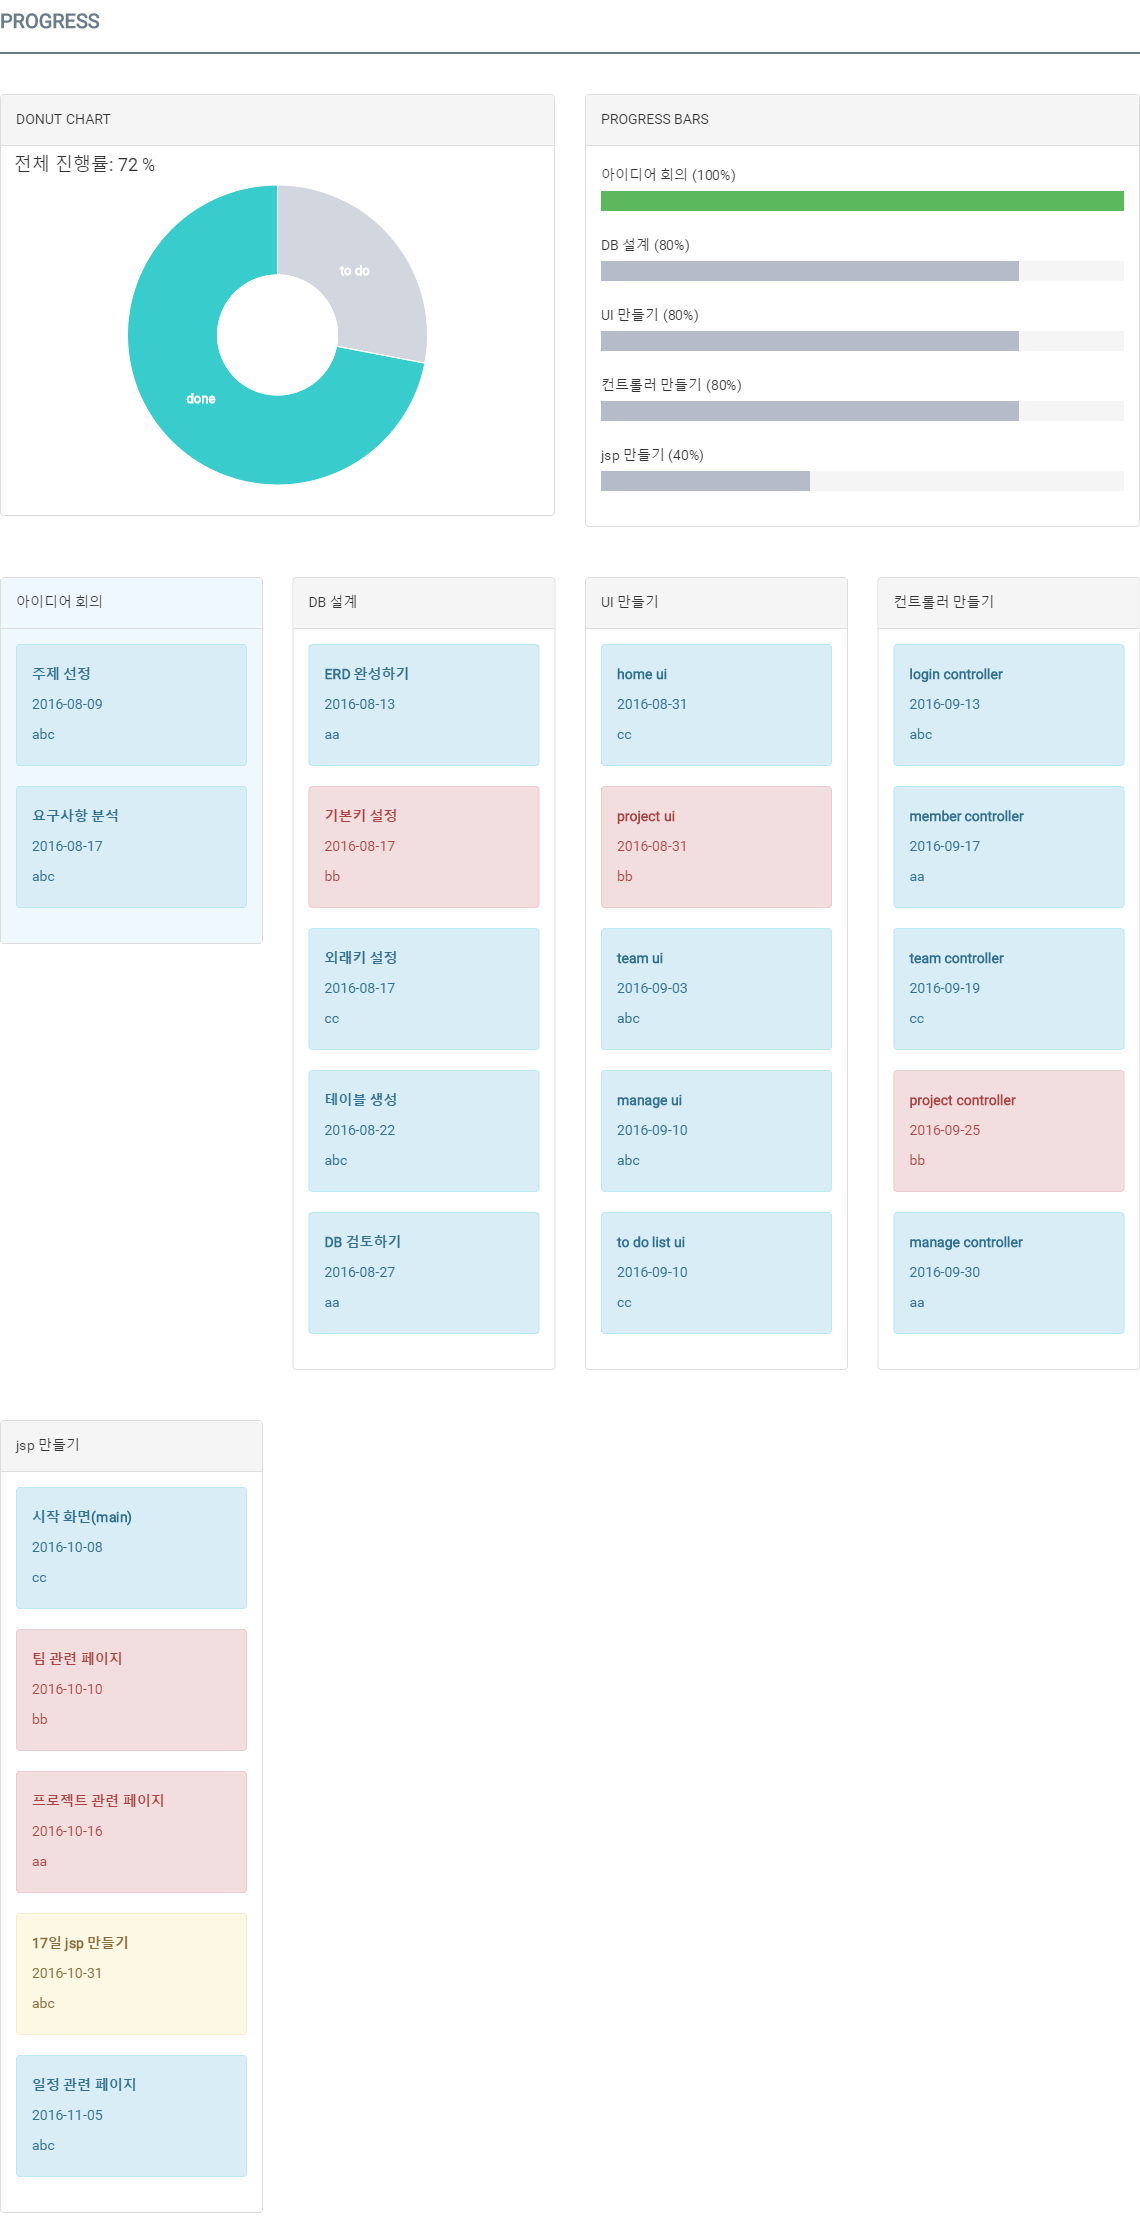 PROGRESS
DONUT CHART
전체 진행률: 72 %
to do
done
PROGRESS BARS
아이디어 회의 (100%)
DB 설계 (80%)
UI 만들기 (80%)
컨트롤러 만들기 (80%)
jsp 만들기 (40%)
아이디어 회의
주제 선정
2016-08-09
abc
요구사항 분석
2016-08-17
abc
DB 설계
ERD 완성하기
2016-08-13
aa
기본키 설정
2016-08-17
bb
외래키 설정
2016-08-17
cc
테이블 생성
2016-08-22
abc
DB 검토하기
2016-08-27
aa
UI 만들기
home ui
2016-08-31
cc
project ui
2016-08-31
bb
team ui
2016-09-03
abc
manage ui
2016-09-10
abc
to do list ui
2016-09-10
cc
컨트롤러 만들기
login controller
2016-09-13
abc
member controller
2016-09-17
aa
team controller
2016-09-19
cc
project controller
2016-09-25
bb
manage controller
2016-09-30
aa
jsp 만들기
시작 화면(main)
2016-10-08
cc
팀 관련 페이지
2016-10-10
bb
프로젝트 관련 페이지
2016-10-16
aa
17일 jsp 만들기
2016-10-31
abc
일정 관련 페이지
2016-11-05
abc